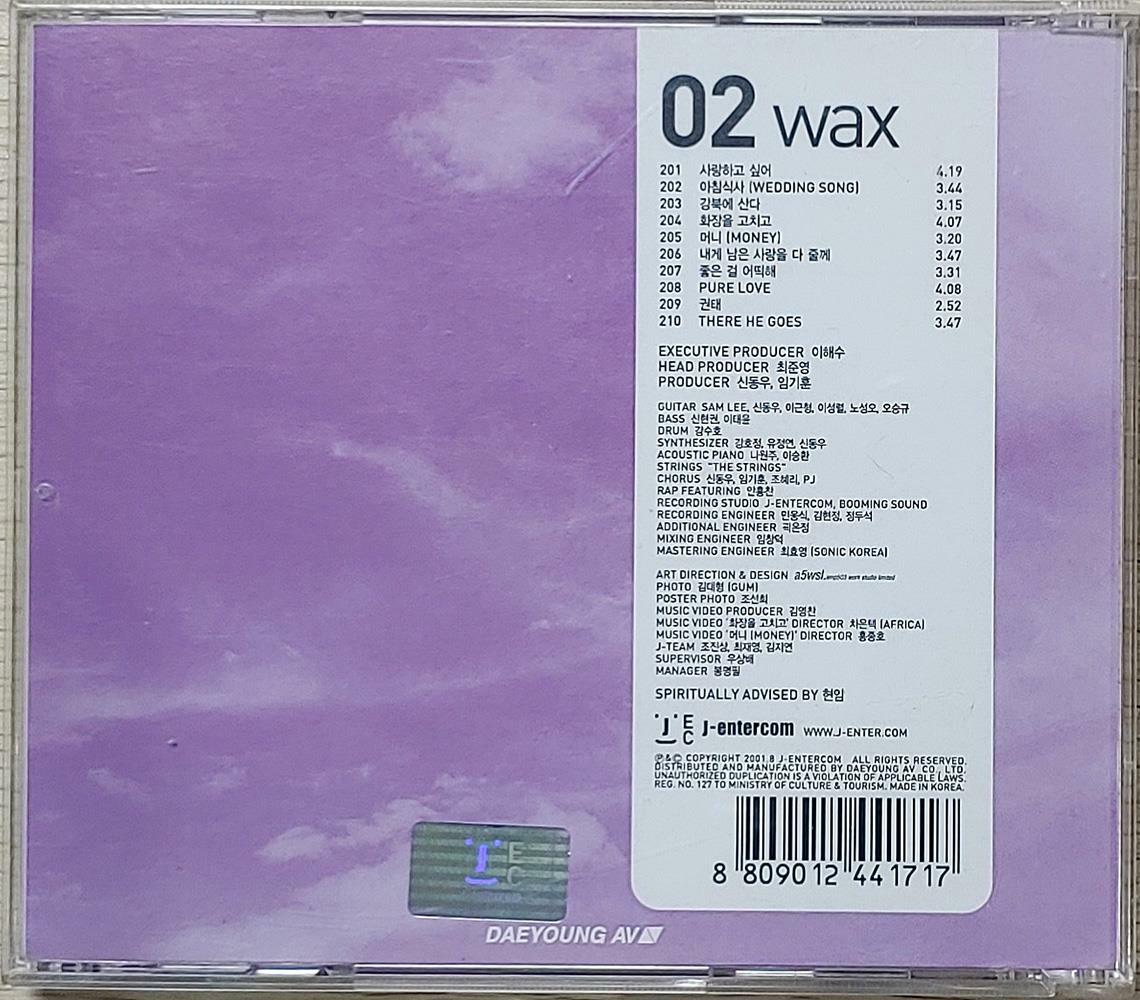 02 wax
201 사랑하고 싶어 4.19
202 아침식사 (WEDDING SONG) 3.44
203 강북에 산다 3.15
204 화장을 고치고 4.07
205 머니 (MONEY) 3.20
206 내게 남은 사랑을 다 줄께 3.47
207 좋은 걸 어떡해 3.31
208 PURE LOVE 4.08
209 권태 2.52
210 THERE HE GOES 3.47
EXECUTIVE PRODUCER 이해수
HEAD PRODUCER 최준영
PRODUCER 신동우, 임기훈
GUITAR SAM LEE, 신동우, 이근형, 이성렬, 노성오, 오승규
BASS 신현권, 이태윤
DRUM 강수호
SYNTHESIZER 강호정, 유정연, 신동우
ACOUSTIC PIANO 나원주, 이승환
STRINGS "THE STRINGS"
CHORUS 신동우, 임기훈, 조혜리, PJ
RAP FEATURING 안흥찬
RECORDING STUDIO J-ENTERCOM, BOOMING SOUND
RECORDING ENGINEER 민웅식, 김현정, 정두석
ADDITIONAL ENGINEER 곽은정
MIXING ENGINEER 임창덕
MASTERING ENGINEER 최효영 (SONIC KOREA)
ART DIRECTION & DESIGN a5wsl. work studio limited
PHOTO 김대형 (GUM)
POSTER PHOTO 조선희
MUSIC VIDEO PRODUCER 김영찬
MUSIC VIDEO '화장을 고치고' DIRECTOR 차은택 (AFRICA)
MUSIC VIDEO '머니 (MONEY)' DIRECTOR 홍종호
J-TEAM 조진상, 최재영, 김지연
SUPERVISOR 우상배
MANAGER 봉명필
SPIRITUALLY ADVISED BY 현임
J EC J-entercom WWW.J-ENTER.COM
℗&© COPYRIGHT 2001.8 J-ENTERCOM ALL RIGHTS RESERVED.
DISTRIBUTED AND MANUFACTURED BY DAEYOUNG AV CO., LTD.
UNAUTHORIZED DUPLICATION IS A VIOLATION OF APPLICABLE LAWS.
REG. NO. 127 TO MINISTRY OF CULTURE & TOURISM. MADE IN KOREA.
8 809012 441717
J EC
DAEYOUNG AV